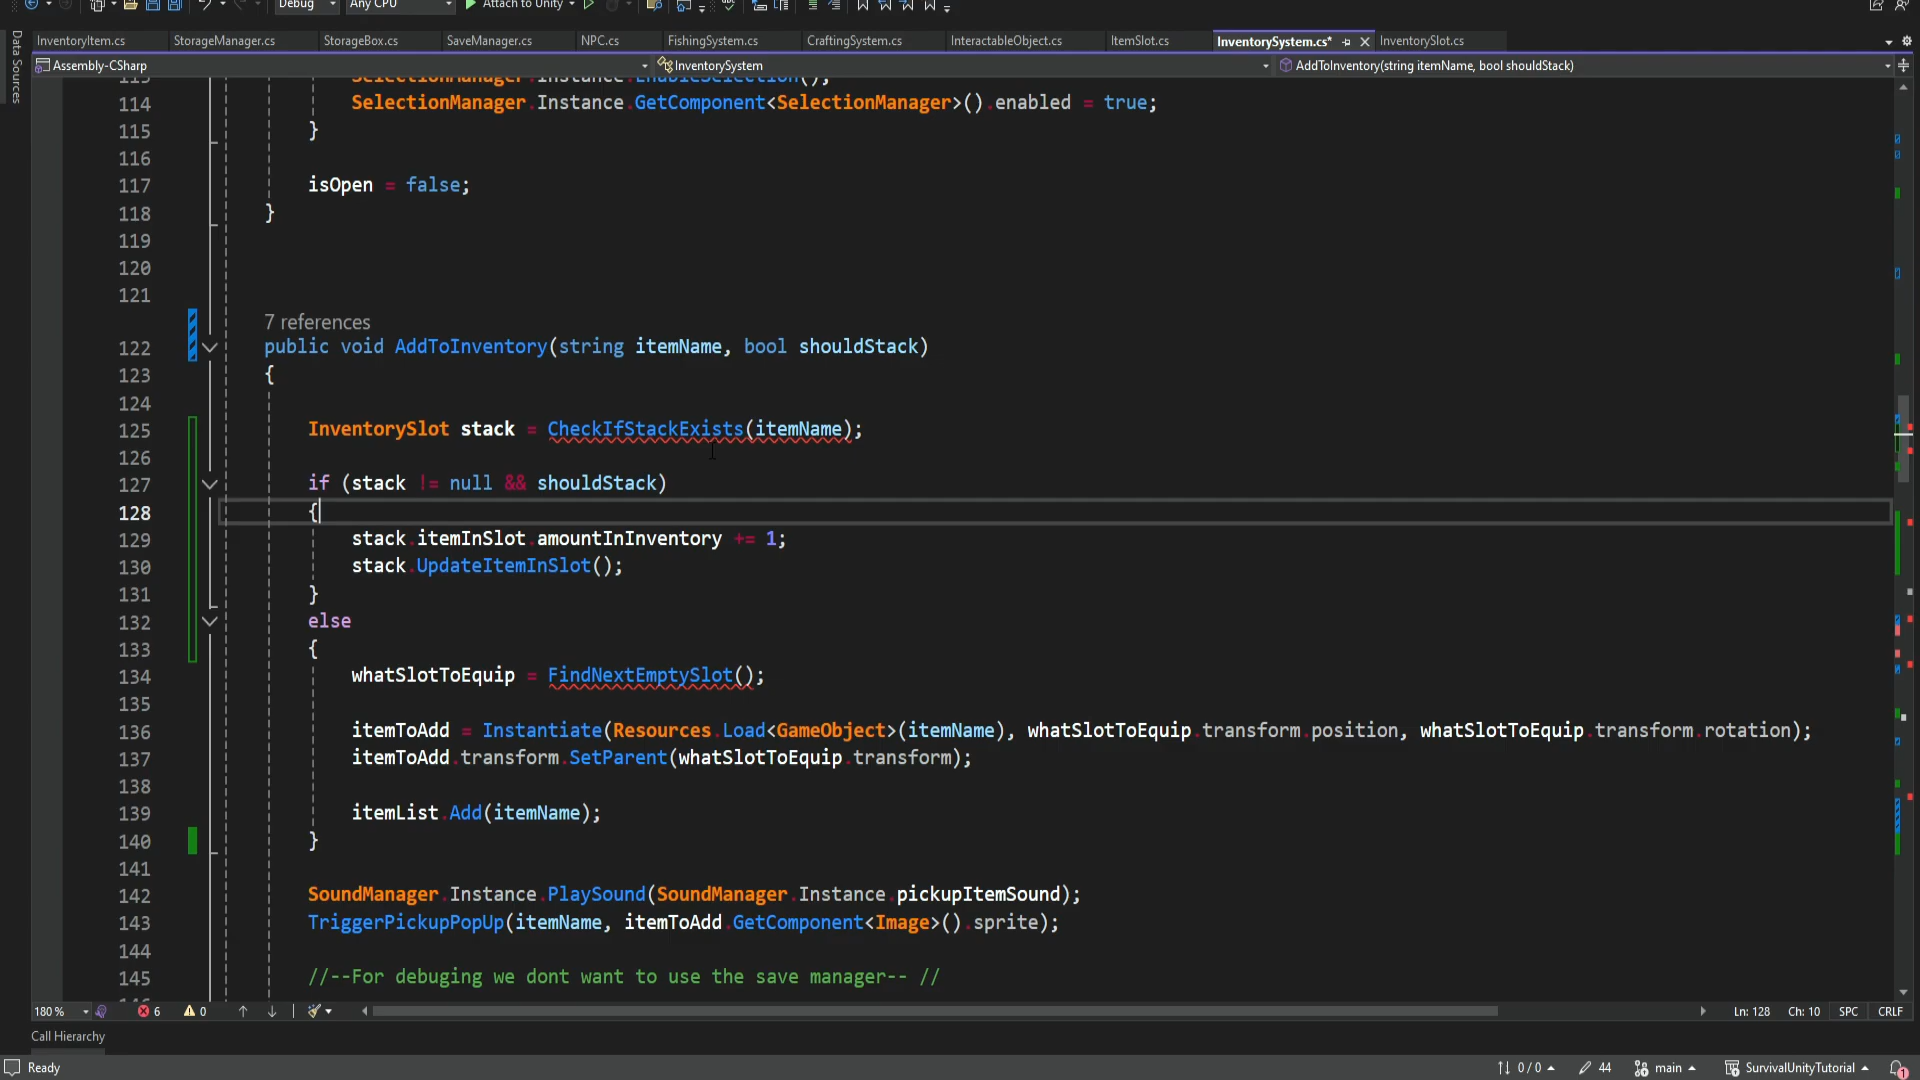 Debug
Any CPU
Attach to Unity
InventoryItem.cs
StorageManager.cs
StorageBox.cs
SaveManager.cs
NPC.cs
FishingSystem.cs
CraftingSystem.cs
InteractableObject.cs
ItemSlot.cs
InventorySystem.cs*
InventorySlot.cs
Data Sources
Assembly-CSharp
InventorySystem
AddToInventory(string itemName, bool shouldStack)
113 SelectionManager.Instance.EnableSelection();
114 SelectionManager.Instance.GetComponent<SelectionManager>().enabled = true;
115 }
116
117 isOpen = false;
118 }
119
120
121
7 references
122 public void AddToInventory(string itemName, bool shouldStack)
123 {
124
125 InventorySlot stack = CheckIfStackExists(itemName);
126
127 if (stack != null && shouldStack)
128 {
129 stack.itemInSlot.amountInInventory += 1;
130 stack.UpdateItemInSlot();
131 }
132 else
133 {
134 whatSlotToEquip = FindNextEmptySlot();
135
136 itemToAdd = Instantiate(Resources.Load<GameObject>(itemName), whatSlotToEquip.transform.position, whatSlotToEquip.transform.rotation);
137 itemToAdd.transform.SetParent(whatSlotToEquip.transform);
138
139 itemList.Add(itemName);
140 }
141
142 SoundManager.Instance.PlaySound(SoundManager.Instance.pickupItemSound);
143 TriggerPickupPopUp(itemName, itemToAdd.GetComponent<Image>().sprite);
144
145 //--For debuging we dont want to use the save manager-- //
180 %
6
0
Ln: 128
Ch: 10
SPC
CRLF
Call Hierarchy
Ready
0 / 0
44
main
SurvivalUnityTutorial
1